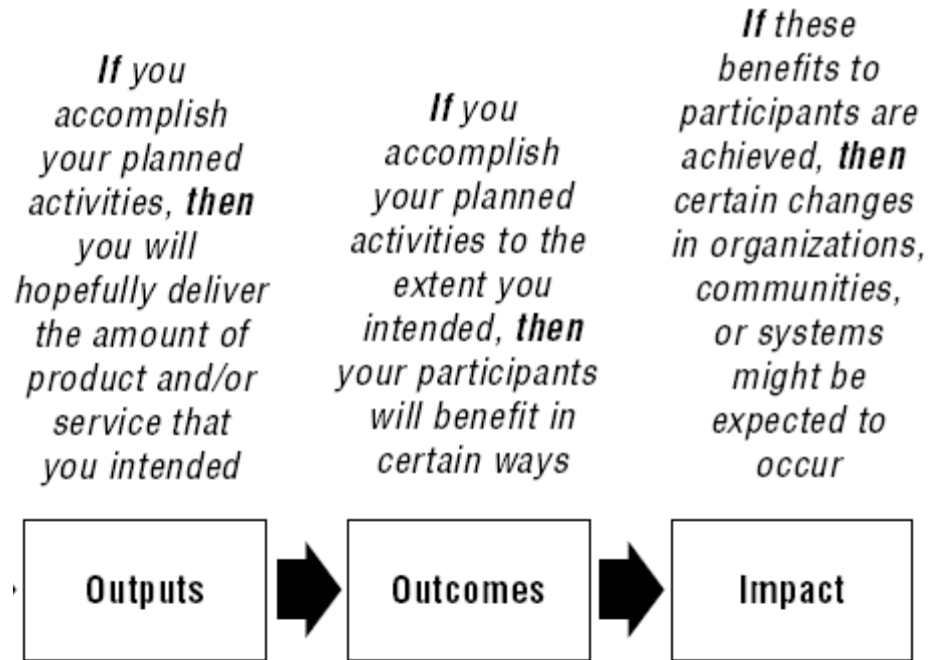 If you
accomplish
your planned
activities, then
you will
hopefully deliver
the amount of
product and/or
service that
you intended
If you
accomplish
your planned
activities to the
extent you
intended, then
your participants
will benefit in
certain ways
If these
benefits to
participants are
achieved, then
certain changes
in organizations,
communities,
or systems
might be
expected to
occur
Outputs
Outcomes
Impact